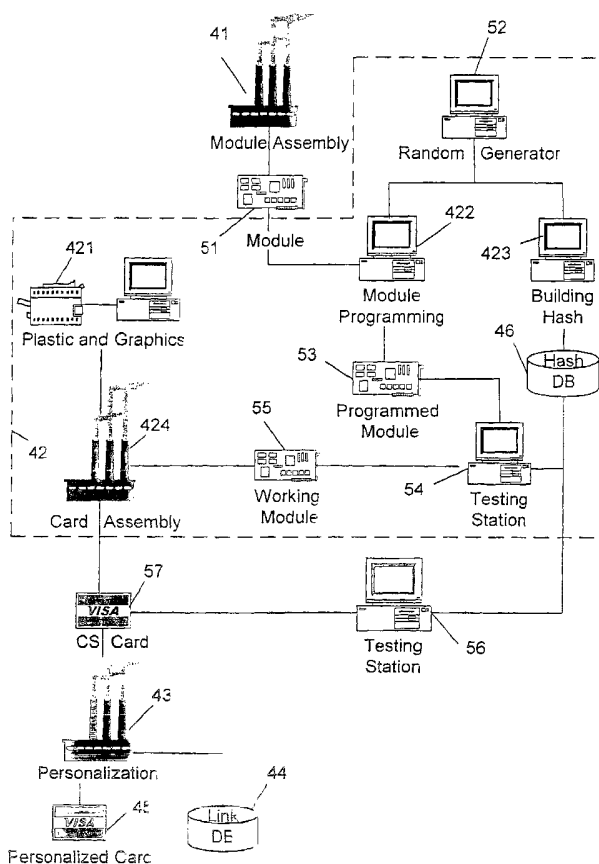 52
41
Module Assembly
Random Generator
51
Module
422
423
421
Module
Programming
Building
Hash
Plastic and Graphics
46
Hash
DB
53
Programmed
Module
424
55
42
Working
Module
54
Testing
Station
Card Assembly
57
VISA
CS Card
Testing
Station
56
43
Personalization
44
Link
VISA
Personalized